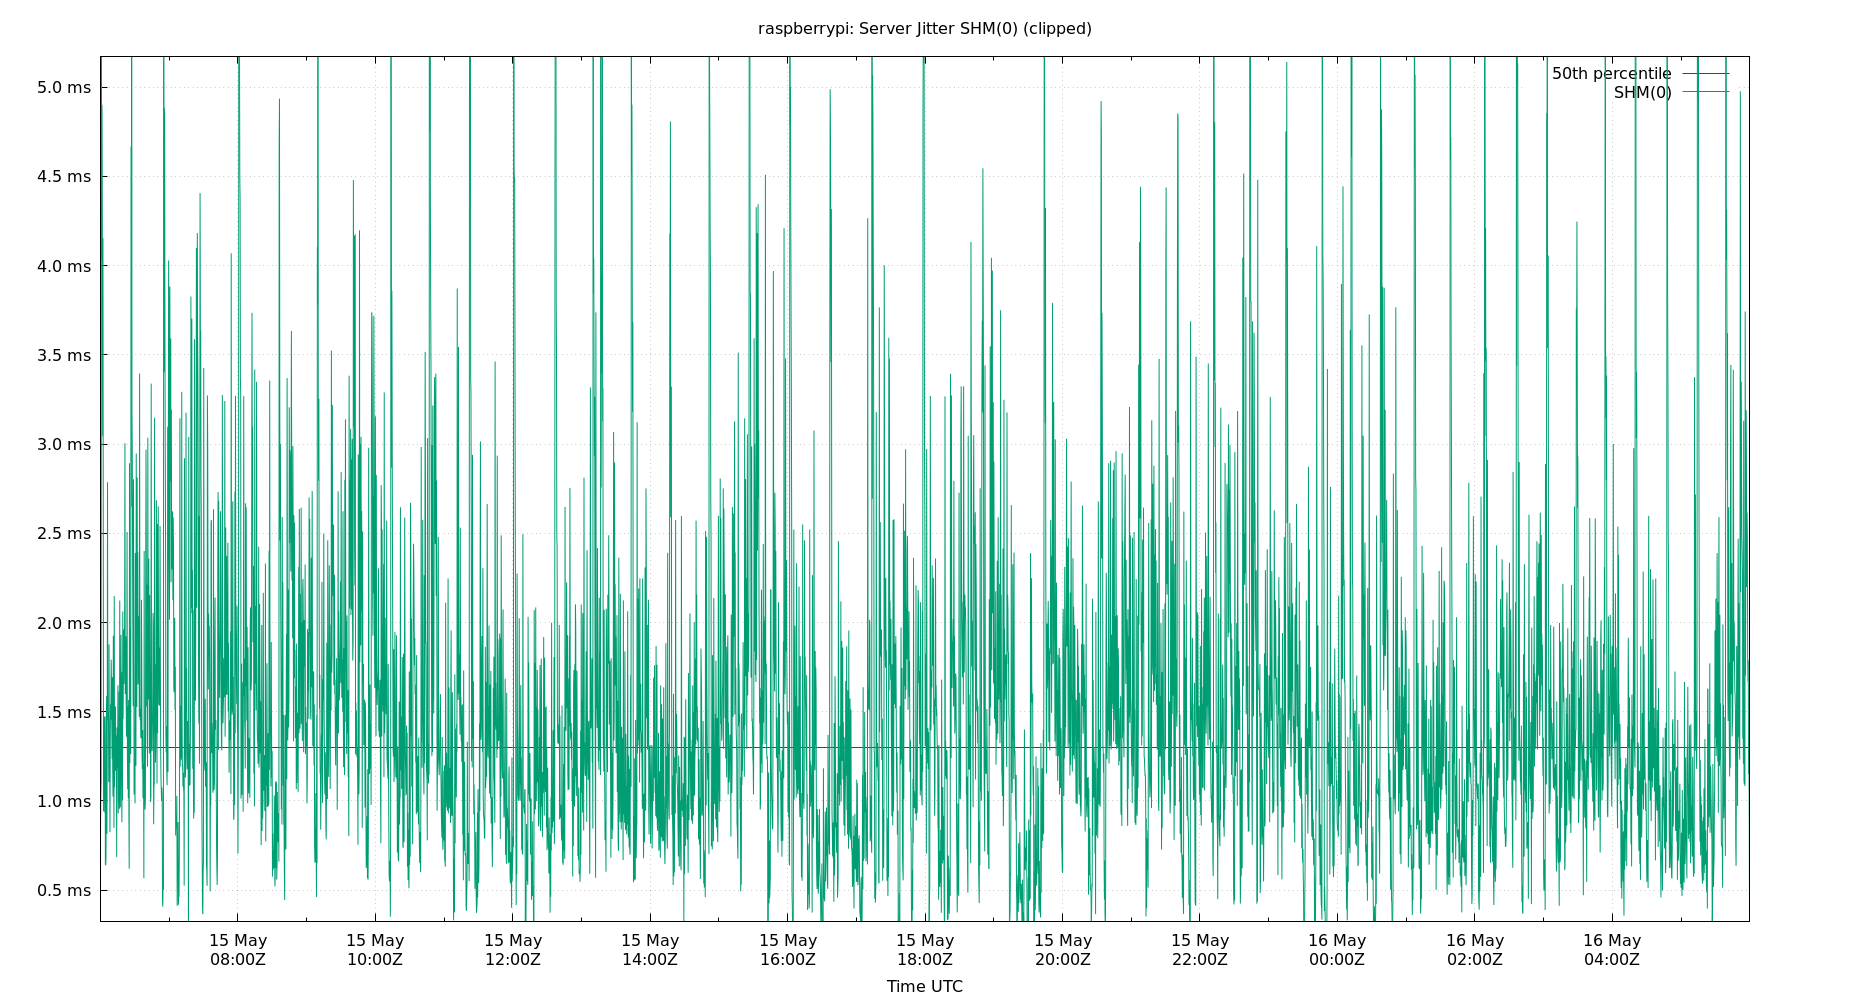 raspberrypi: Server Jitter SHM(0) (clipped)
50th percentile
SHM(0)
5.0 ms
4.5 ms
4.0 ms
3.5 ms
3.0 ms
2.5 ms
2.0 ms
1.5 ms
1.0 ms
0.5 ms
15 May 15 May 15 May 15 May 15 May 15 May 15 May 15 May 16 May 16 May 16 May
08:00Z 10:00Z 12:00Z 14:00Z 16:00Z 18:00Z 20:00Z 22:00Z 00:00Z 02:00Z 04:00Z
Time UTC